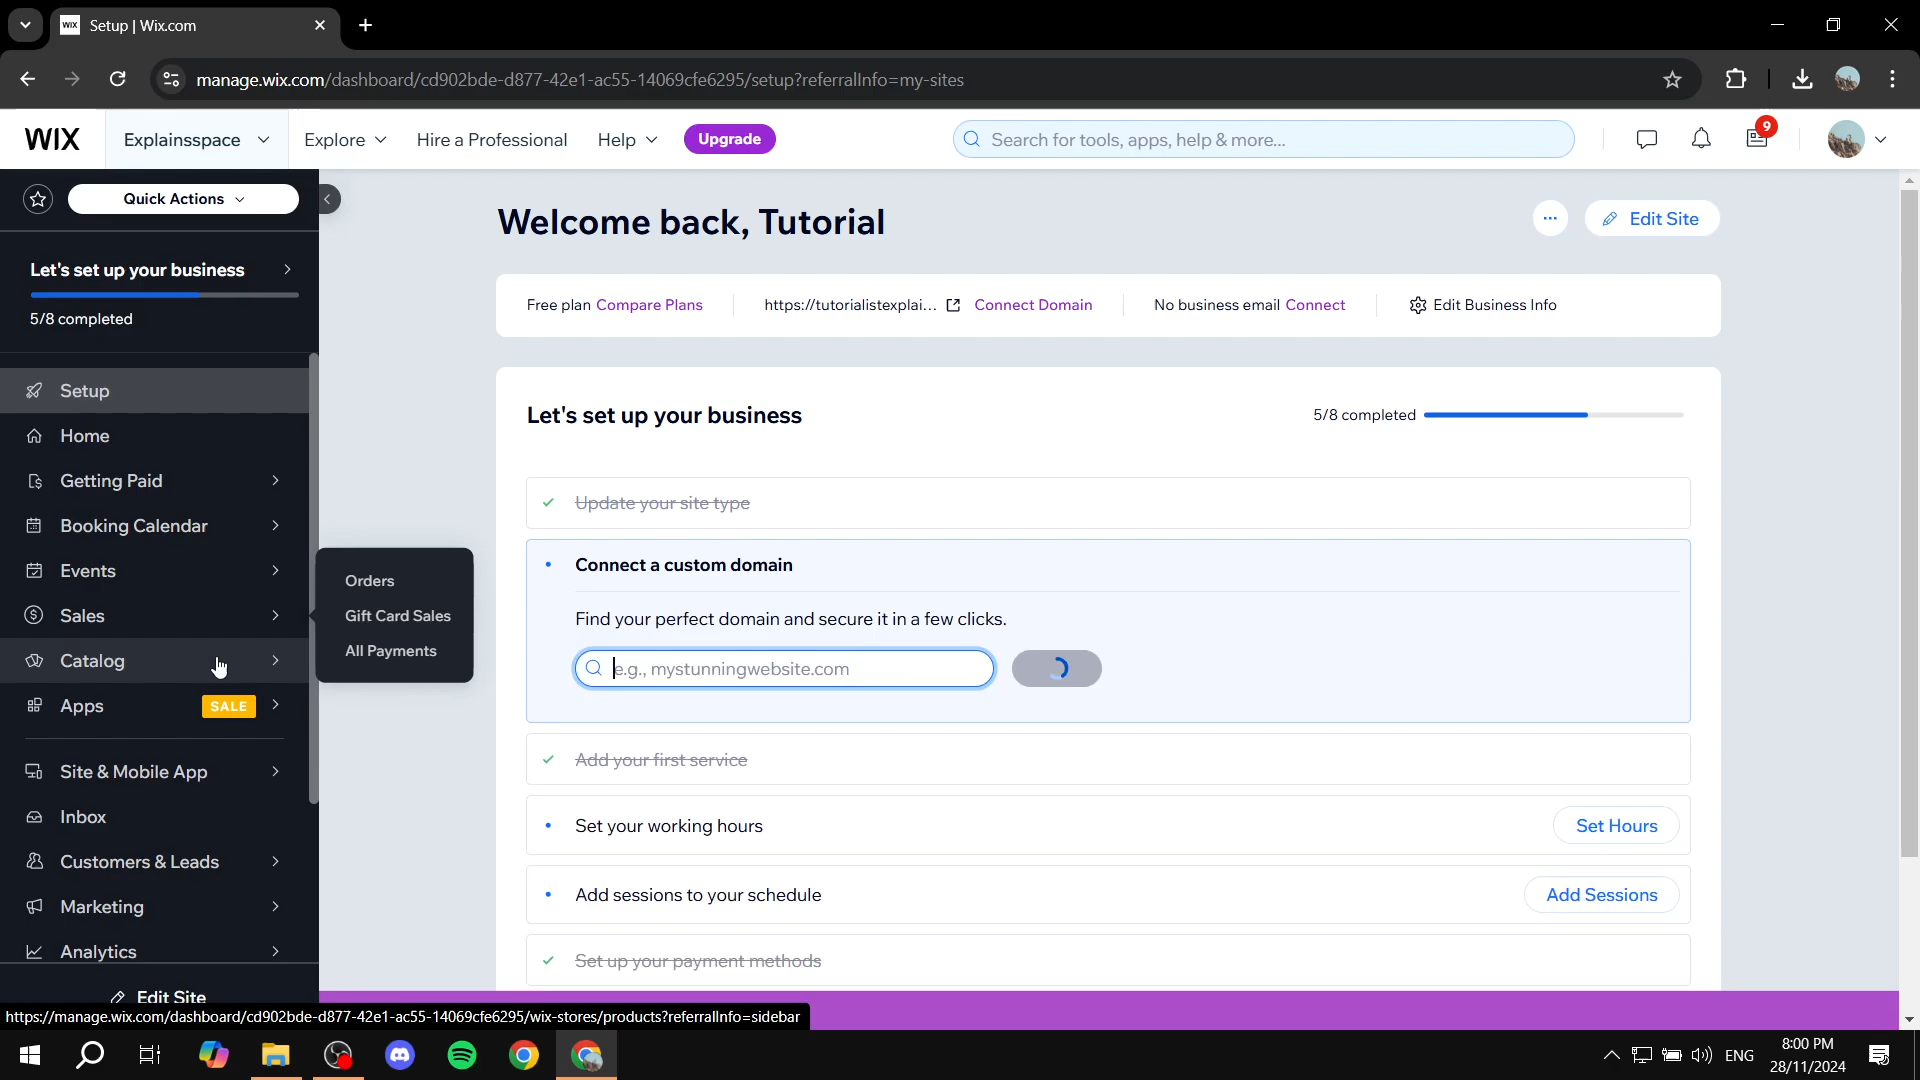 Setup | Wix.com
manage.wix.com/dashboard/cd902bde-d877-42e1-ac55-14069cfe6295/setup?referralInfo=my-sites
WIX
Explainsspace
Explore
Hire a Professional
Help
Upgrade
Search for tools, apps, help & more...
9
Quick Actions
Let's set up your business
5/8 completed
Setup
Home
Getting Paid
Booking Calendar
Events
Sales
Catalog
Apps
SALE
Site & Mobile App
Inbox
Customers & Leads
Marketing
Analytics
Edit Site
Orders
Gift Card Sales
All Payments
Welcome back, Tutorial
Edit Site
Free plan Compare Plans
https://tutorialistexplai... Connect Domain
No business email Connect
Edit Business Info
Let's set up your business
5/8 completed
Update your site type
Connect a custom domain
Find your perfect domain and secure it in a few clicks.
e.g., mystunningwebsite.com
Add your first service
Set your working hours
Set Hours
Add sessions to your schedule
Add Sessions
Set up your payment methods
https://manage.wix.com/dashboard/cd902bde-d877-42e1-ac55-14069cfe6295/wix-stores/products?referralInfo=sidebar
ENG
8:00 PM
28/11/2024